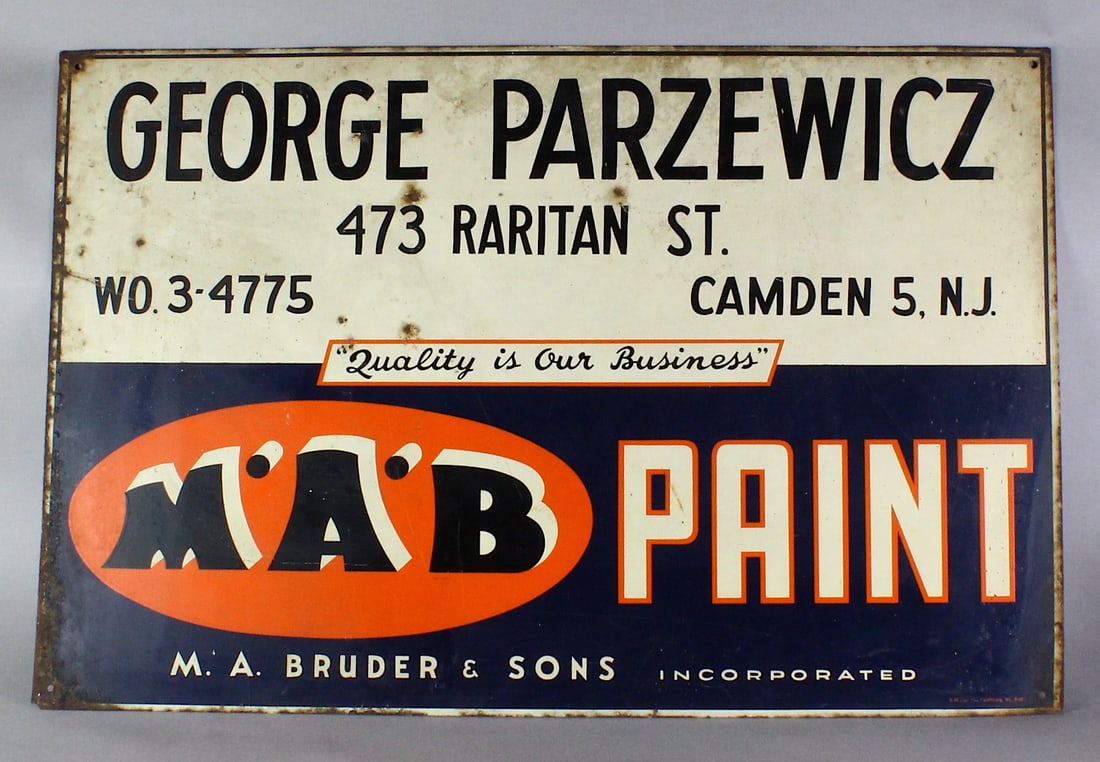 GEORGE PARZEWICZ
473 RARITAN ST.
WO. 3-4775 CAMDEN 5, N.J.
"Quality is Our Business"
M·A·B PAINT
M. A. BRUDER & SONS INCORPORATED